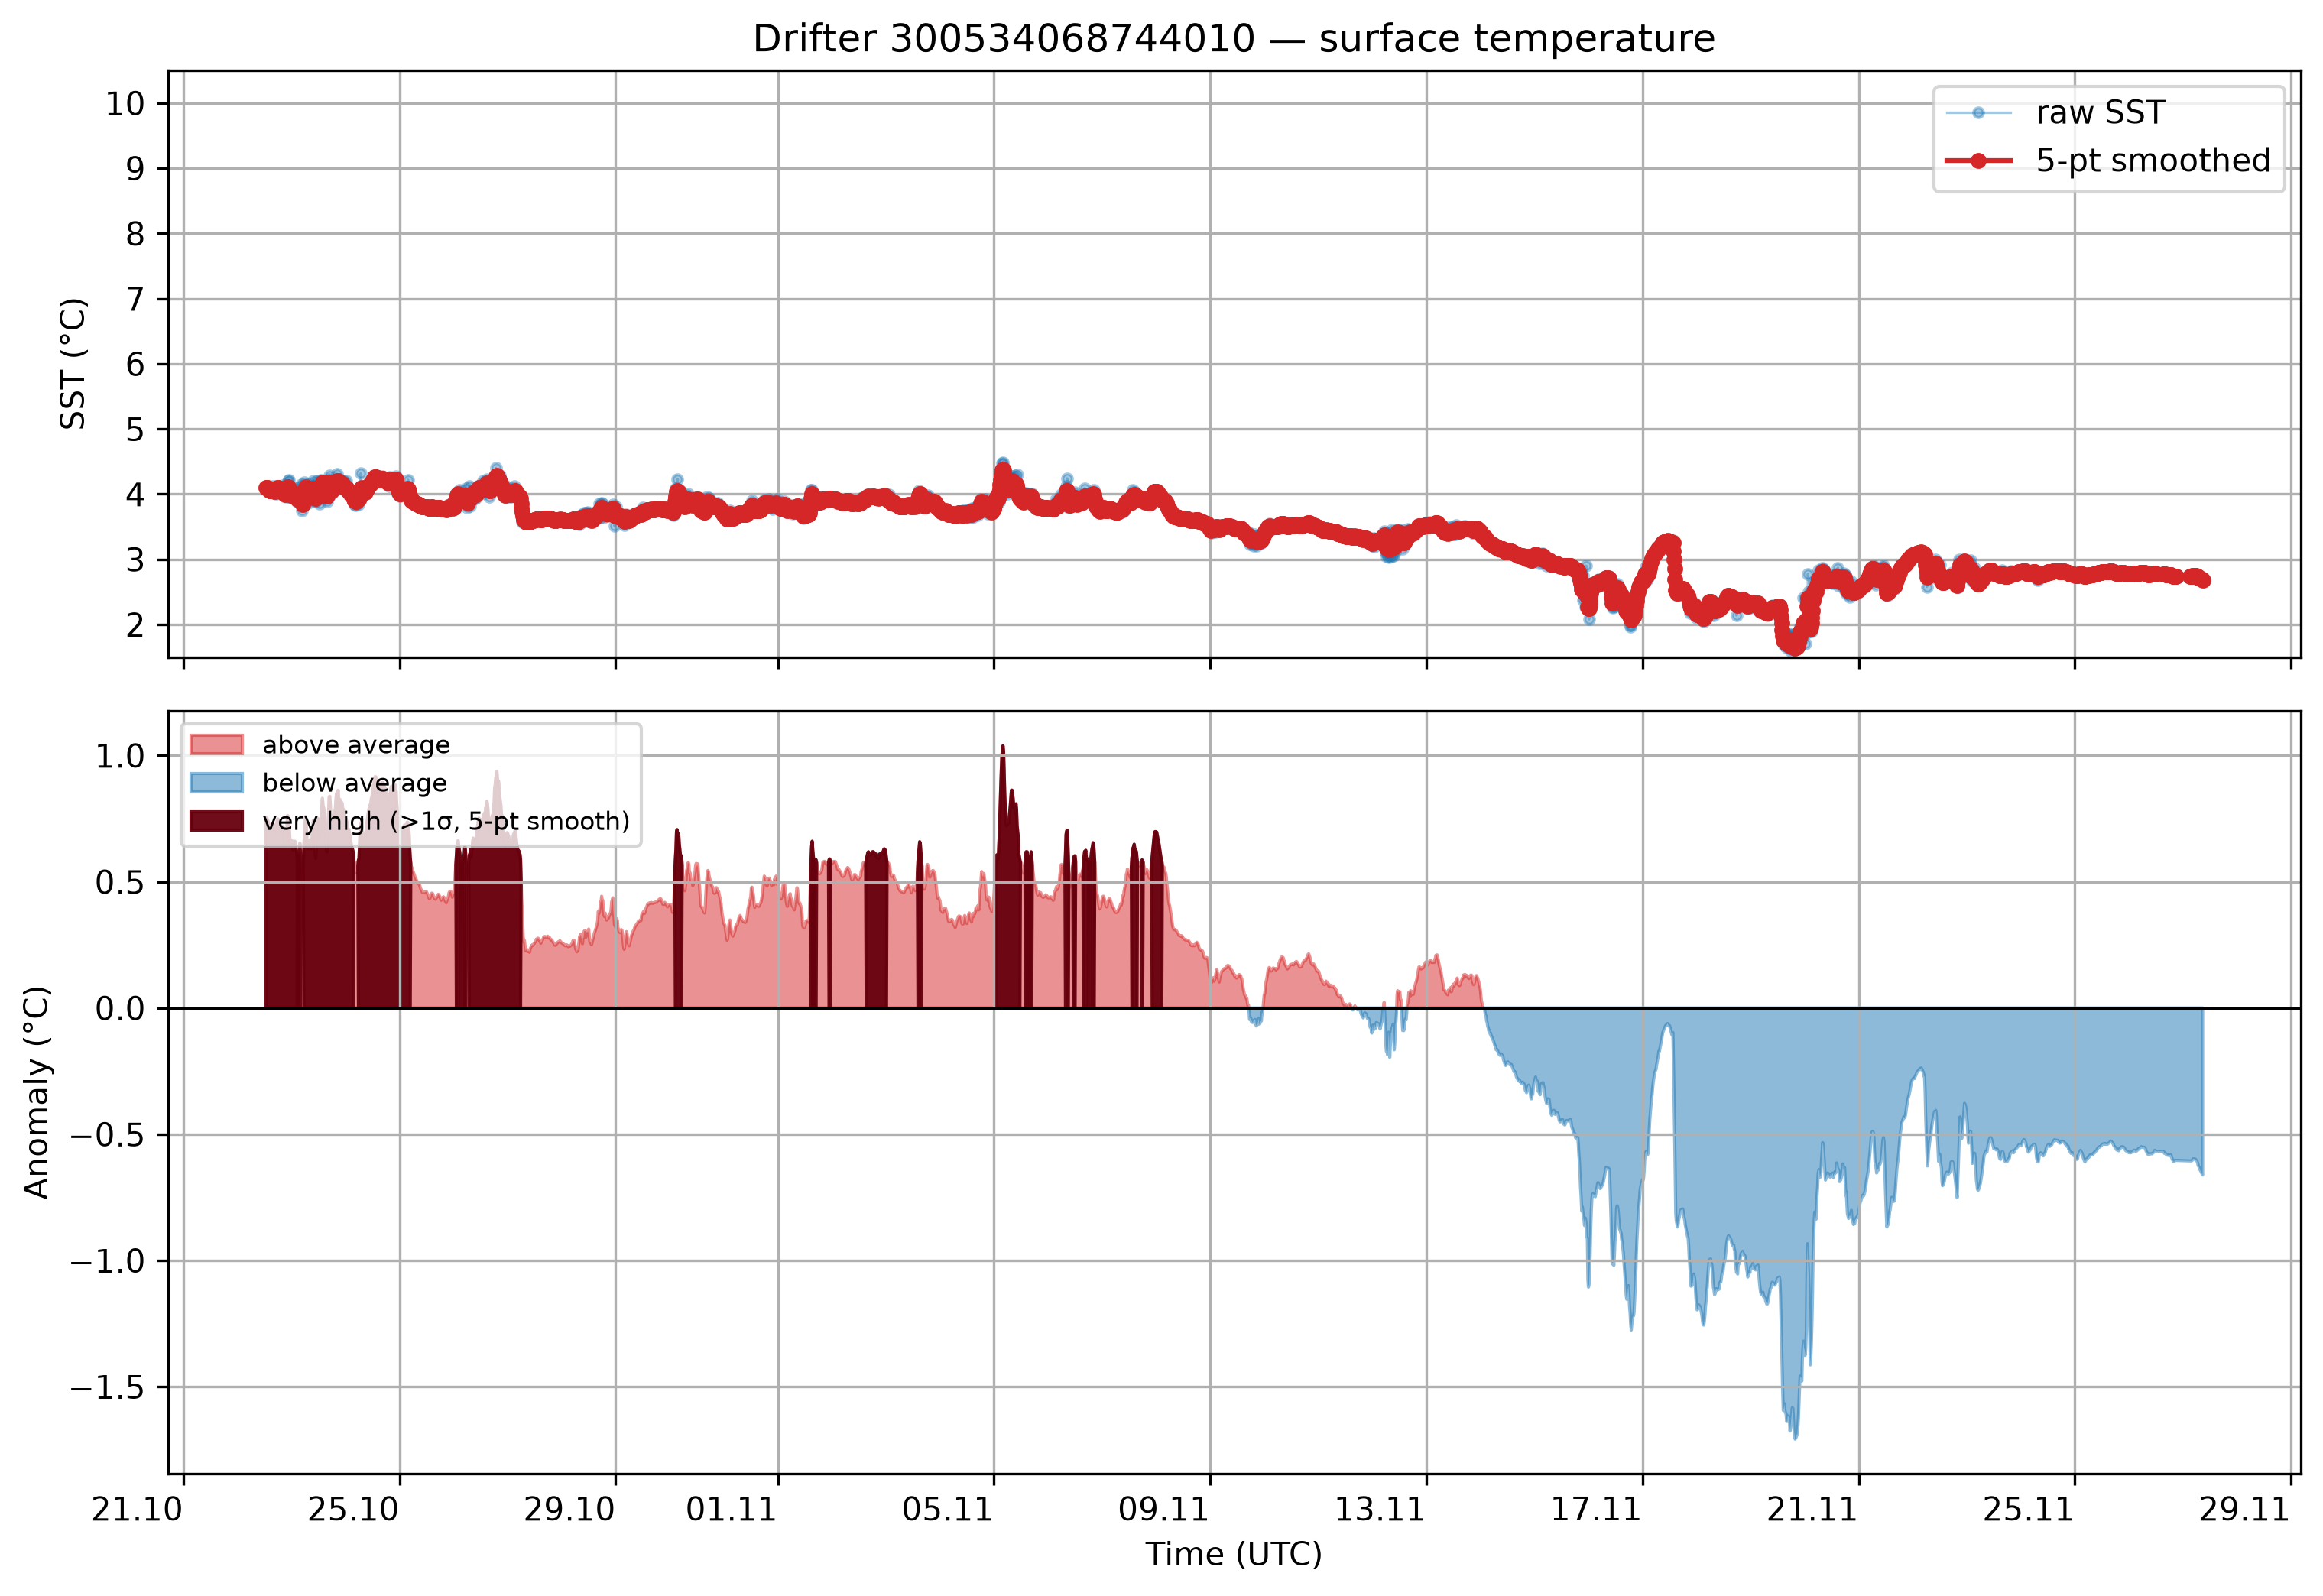 Drifter 300534068744010 — surface temperature
10
9
8
7
6
5
4
3
2
SST (°C)
raw SST
5-pt smoothed
above average
below average
very high (>1σ, 5-pt smooth)
1.0
0.5
0.0
−0.5
−1.0
−1.5
Anomaly (°C)
21.10 25.10 29.10 01.11 05.11 09.11 13.11 17.11 21.11 25.11 29.11
Time (UTC)